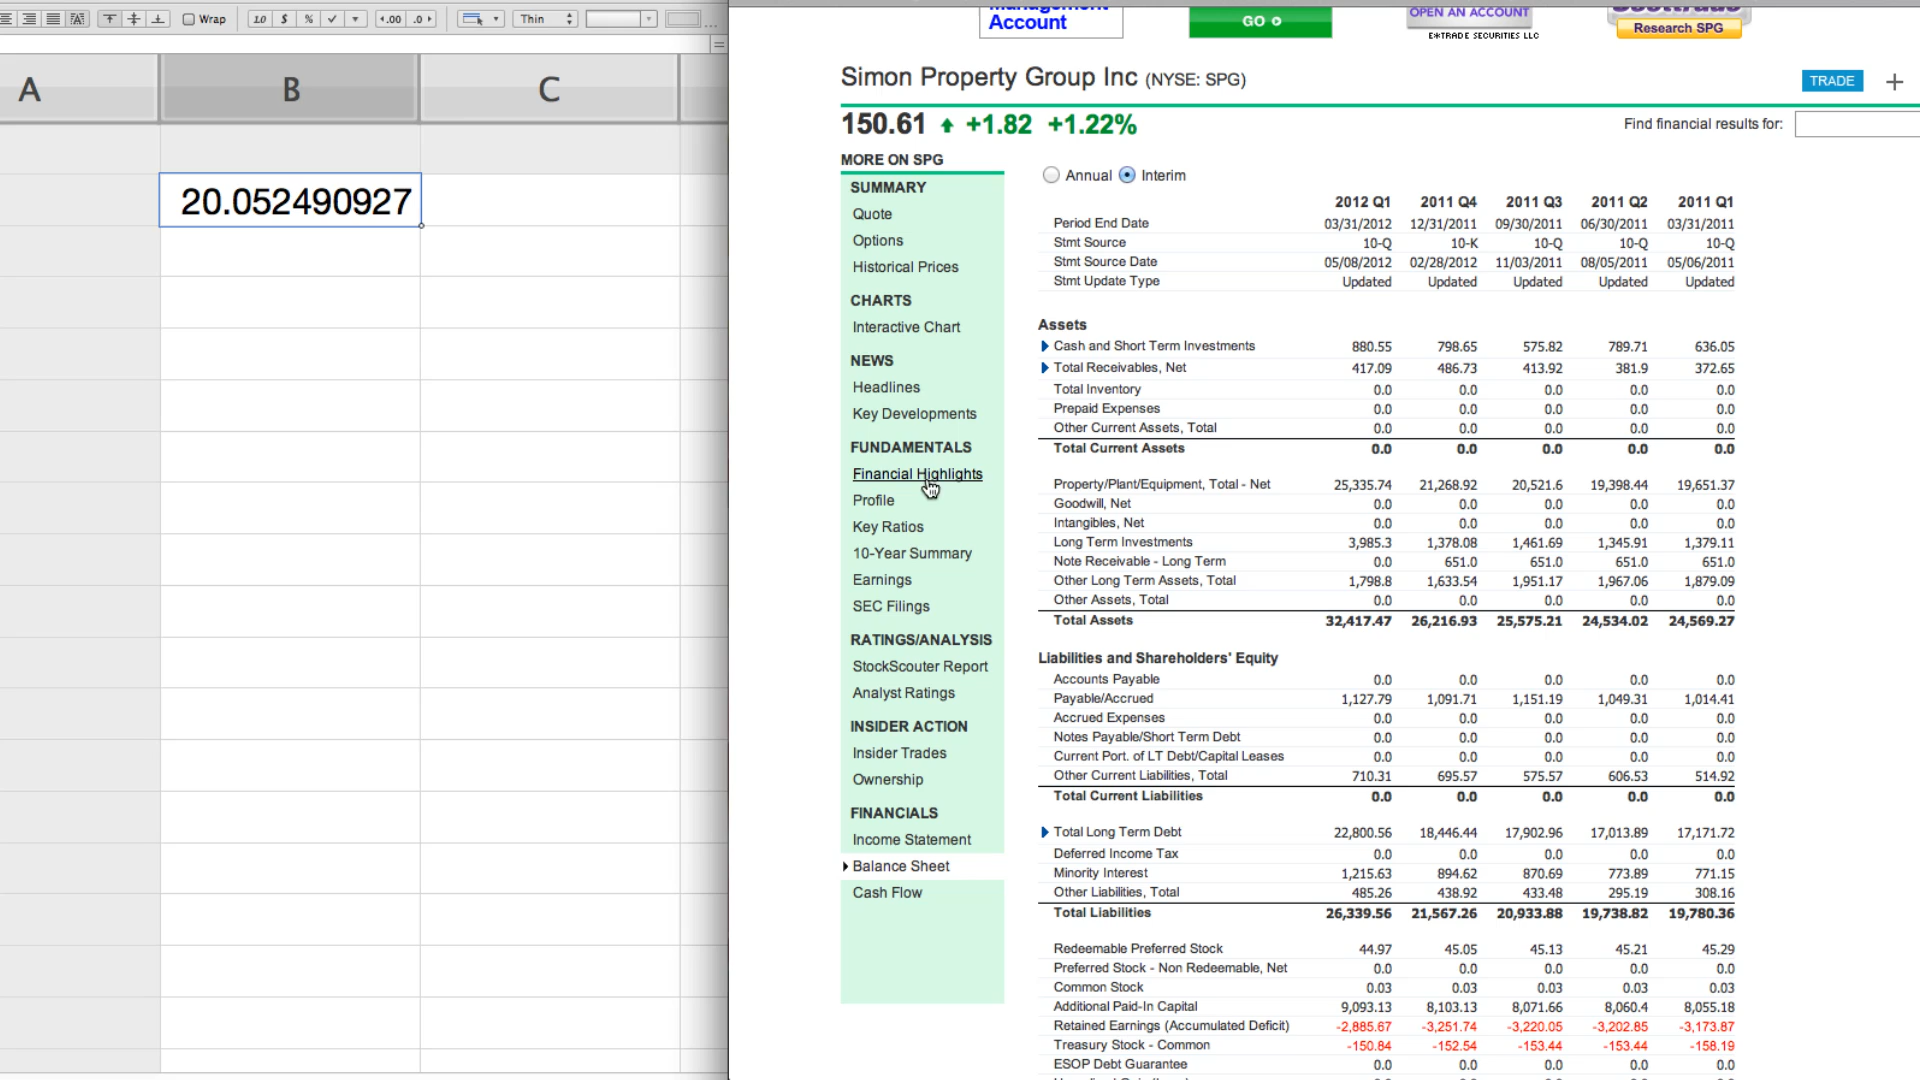 Wrap
1.0 $ %
.00 .0
Thin
A B C
20.052490927
Account
GO
OPEN AN ACCOUNT
E*TRADE SECURITIES LLC
Research SPG
Simon Property Group Inc (NYSE: SPG)
TRADE +
150.61 +1.82 +1.22%
Find financial results for:
MORE ON SPG
SUMMARY
Quote
Options
Historical Prices
CHARTS
Interactive Chart
NEWS
Headlines
Key Developments
FUNDAMENTALS
Financial Highlights
Profile
Key Ratios
10-Year Summary
Earnings
SEC Filings
RATINGS/ANALYSIS
StockScouter Report
Analyst Ratings
INSIDER ACTION
Insider Trades
Ownership
FINANCIALS
Income Statement
Balance Sheet
Cash Flow
Annual Interim
2012 Q1 2011 Q4 2011 Q3 2011 Q2 2011 Q1
Period End Date 03/31/2012 12/31/2011 09/30/2011 06/30/2011 03/31/2011
Stmt Source 10-Q 10-K 10-Q 10-Q 10-Q
Stmt Source Date 05/08/2012 02/28/2012 11/03/2011 08/05/2011 05/06/2011
Stmt Update Type Updated Updated Updated Updated Updated
Assets
Cash and Short Term Investments 880.55 798.65 575.82 789.71 636.05
Total Receivables, Net 417.09 486.73 413.92 381.9 372.65
Total Inventory 0.0 0.0 0.0 0.0 0.0
Prepaid Expenses 0.0 0.0 0.0 0.0 0.0
Other Current Assets, Total 0.0 0.0 0.0 0.0 0.0
Total Current Assets 0.0 0.0 0.0 0.0 0.0
Property/Plant/Equipment, Total - Net 25,335.74 21,268.92 20,521.6 19,398.44 19,651.37
Goodwill, Net 0.0 0.0 0.0 0.0 0.0
Intangibles, Net 0.0 0.0 0.0 0.0 0.0
Long Term Investments 3,985.3 1,378.08 1,461.69 1,345.91 1,379.11
Note Receivable - Long Term 0.0 651.0 651.0 651.0 651.0
Other Long Term Assets, Total 1,798.8 1,633.54 1,951.17 1,967.06 1,879.09
Other Assets, Total 0.0 0.0 0.0 0.0 0.0
Total Assets 32,417.47 26,216.93 25,575.21 24,534.02 24,569.27
Liabilities and Shareholders' Equity
Accounts Payable 0.0 0.0 0.0 0.0 0.0
Payable/Accrued 1,127.79 1,091.71 1,151.19 1,049.31 1,014.41
Accrued Expenses 0.0 0.0 0.0 0.0 0.0
Notes Payable/Short Term Debt 0.0 0.0 0.0 0.0 0.0
Current Port. of LT Debt/Capital Leases 0.0 0.0 0.0 0.0 0.0
Other Current Liabilities, Total 710.31 695.57 575.57 606.53 514.92
Total Current Liabilities 0.0 0.0 0.0 0.0 0.0
Total Long Term Debt 22,800.56 18,446.44 17,902.96 17,013.89 17,171.72
Deferred Income Tax 0.0 0.0 0.0 0.0 0.0
Minority Interest 1,215.63 894.62 870.69 773.89 771.15
Other Liabilities, Total 485.26 438.92 433.48 295.19 308.16
Total Liabilities 26,339.56 21,567.26 20,933.88 19,738.82 19,780.36
Redeemable Preferred Stock 44.97 45.05 45.13 45.21 45.29
Preferred Stock - Non Redeemable, Net 0.0 0.0 0.0 0.0 0.0
Common Stock 0.03 0.03 0.03 0.03 0.03
Additional Paid-In Capital 9,093.13 8,103.13 8,071.66 8,060.4 8,055.18
Retained Earnings (Accumulated Deficit) -2,885.67 -3,251.74 -3,220.05 -3,202.85 -3,173.87
Treasury Stock - Common -150.84 -152.54 -153.44 -153.44 -158.19
ESOP Debt Guarantee 0.0 0.0 0.0 0.0 0.0